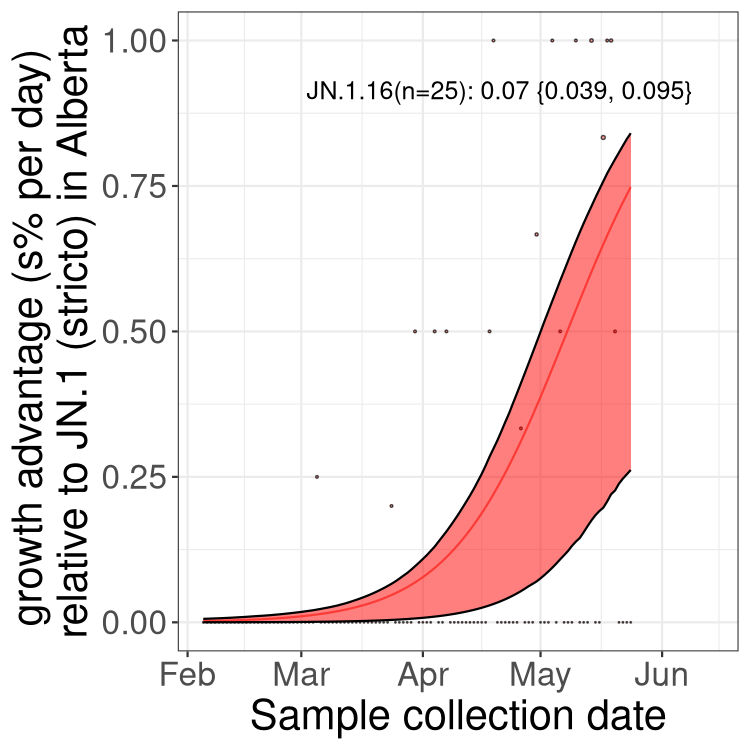 growth advantage (s% per day)
relative to JN.1 (stricto) in Alberta
1.00
0.75
0.50
0.25
0.00
JN.1.16(n=25): 0.07 {0.039, 0.095}
Feb Mar Apr May Jun
Sample collection date